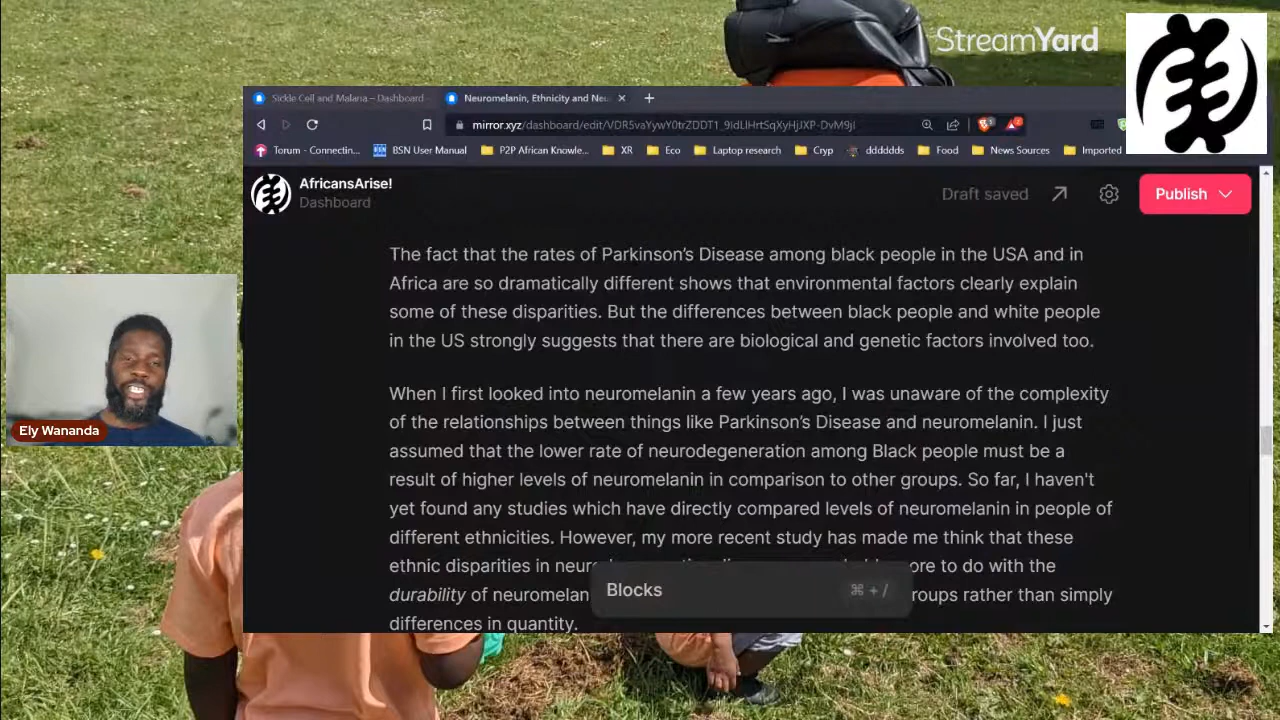 StreamYard
Sickle Cell and Malaria – Dashboard
Neuromelanin, Ethnicity and Neu
mirror.xyz/dashboard/edit/
Torum - Connectin...
BSN User Manual
P2P African Knowle...
XR
Eco
Laptop research
Cryp
dddddds
Food
News Sources
Imported
AfricansArise!
Dashboard
Draft saved
Publish
The fact that the rates of Parkinson's Disease among black people in the USA and in
Africa are so dramatically different shows that environmental factors clearly explain
some of these disparities. But the differences between black people and white people
in the US strongly suggests that there are biological and genetic factors involved too.
When I first looked into neuromelanin a few years ago, I was unaware of the complexity
of the relationships between things like Parkinson's Disease and neuromelanin. I just
assumed that the lower rate of neurodegeneration among Black people must be a
result of higher levels of neuromelanin in comparison to other groups. So far, I haven't
yet found any studies which have directly compared levels of neuromelanin in people of
different ethnicities. However, my more recent study has made me think that these
ethnic disparities in ore to do with the
durability of neuromelan roups rather than simply
differences in quantity.
Blocks ⌘ + /
Ely Wananda